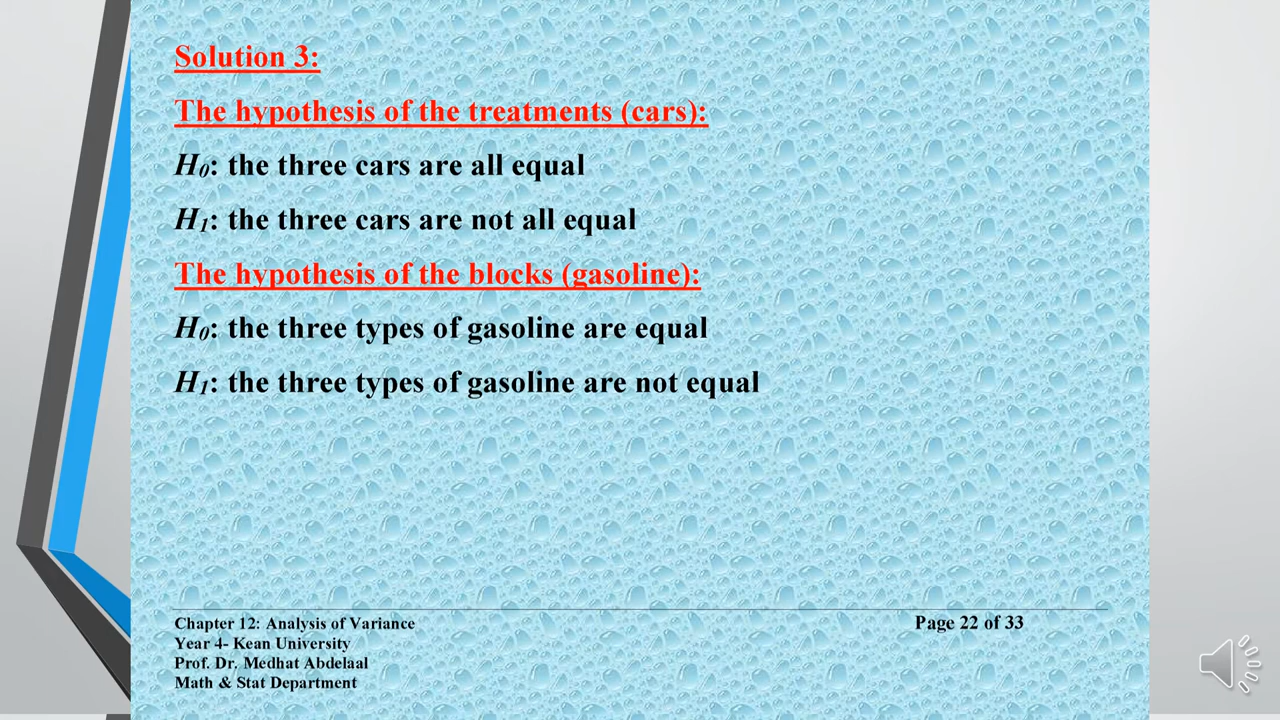 Solution 3:
The hypothesis of the treatments (cars):
H0: the three cars are all equal
H1: the three cars are not all equal
The hypothesis of the blocks (gasoline):
H0: the three types of gasoline are equal
H1: the three types of gasoline are not equal
Chapter 12: Analysis of Variance
Page 22 of 33
Year 4- Kean University
Prof. Dr. Medhat Abdelaal
Math & Stat Department